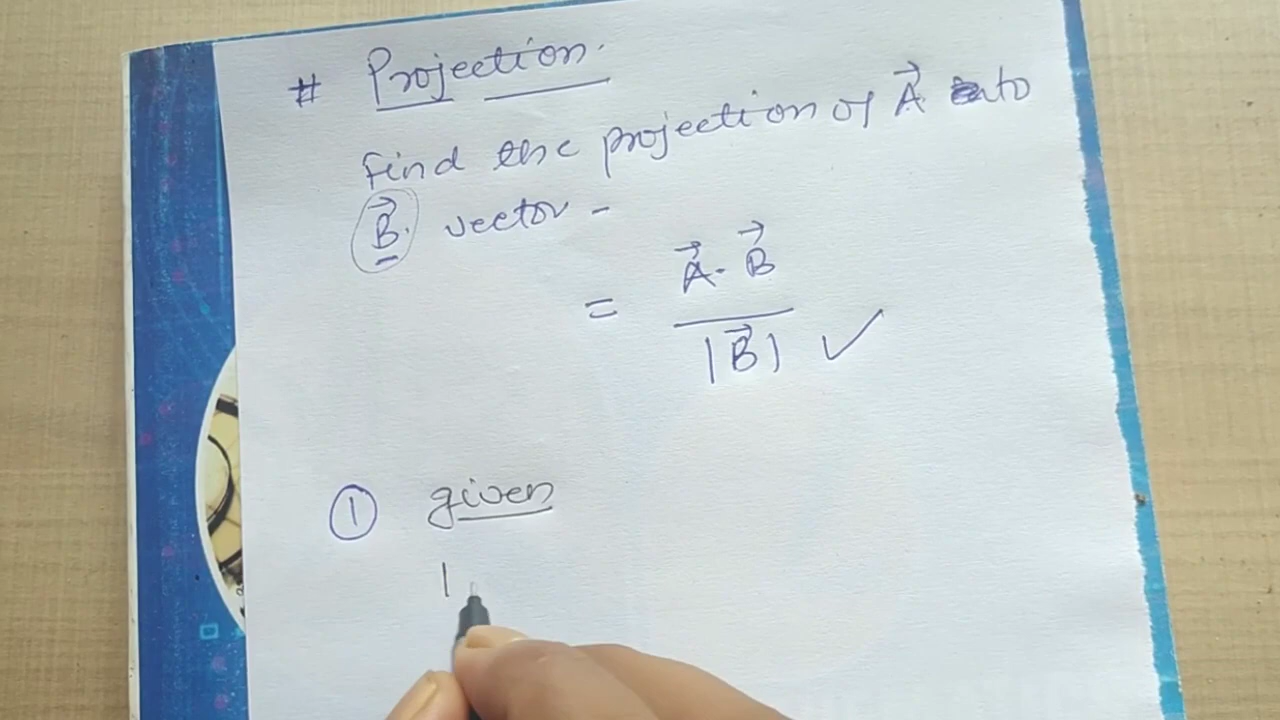 # Projection.
Find the projection of A⃗ onto
B⃗. vector -
= A⃗ · B⃗
|B⃗| ✓
① given
|